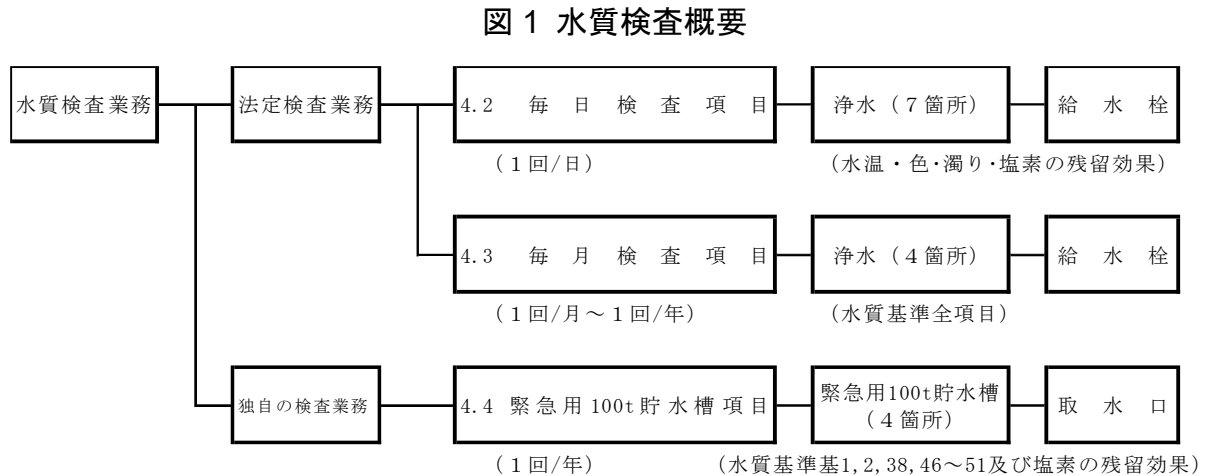 図1 水質検査概要
水質検査業務
法定検査業務
4.2 毎日検査項目
浄水（7箇所）
給水栓
（1回/日）
（水温・色・濁り・塩素の残留効果）
4.3 毎月検査項目
浄水（4箇所）
給水栓
（1回/月～1回/年）
（水質基準全項目）
独自の検査業務
4.4 緊急用100t貯水槽項目
緊急用100t貯水槽
（4箇所）
取水口
（1回/年）
（水質基準基1,2,38,46～51及び塩素の残留効果）